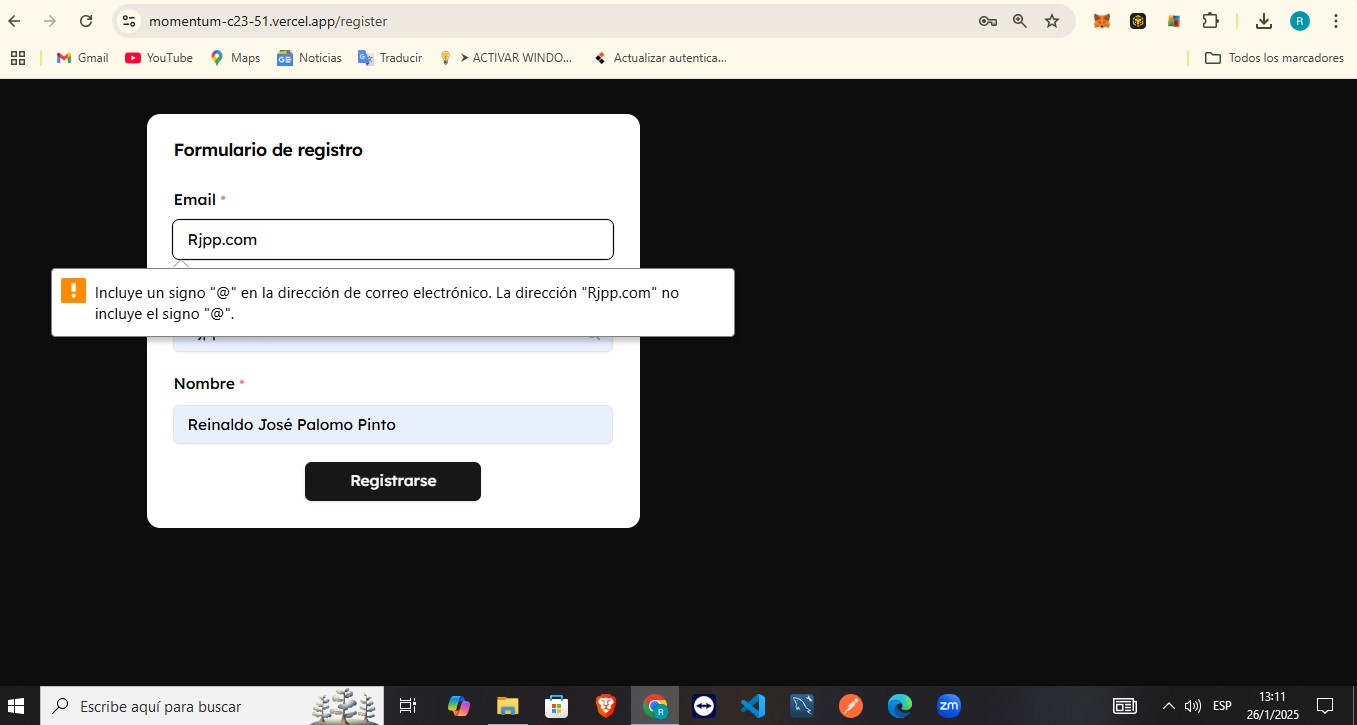 momentum-c23-51.vercel.app/register
R
Gmail
YouTube
Maps
Noticias
Traducir
➤ ACTIVAR WINDO...
Actualizar autentica...
Todos los marcadores
Formulario de registro
Email *
Rjpp.com
Incluye un signo "@" en la dirección de correo electrónico. La dirección "Rjpp.com" no
incluye el signo "@".
Nombre *
Reinaldo José Palomo Pinto
Registrarse
Escribe aquí para buscar
R
zm
ESP
13:11
26/1/2025